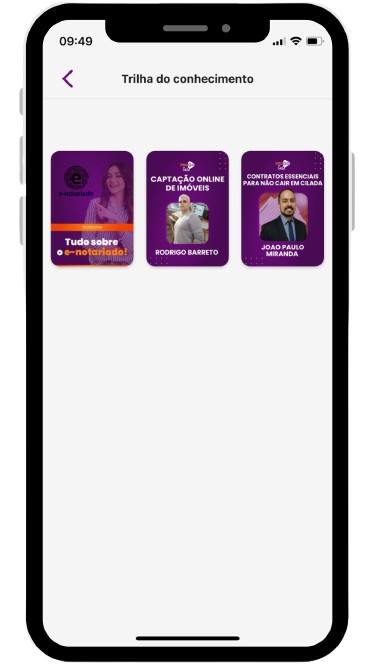 09:49
Trilha do conhecimento
e-notariado
Tudo sobre
o e-notariado!
CAPTAÇÃO ONLINE
DE IMÓVEIS
RODRIGO BARRETO
CONTRATOS ESSENCIAIS
PARA NÃO CAIR EM CILADA
JOAO PAULO
MIRANDA